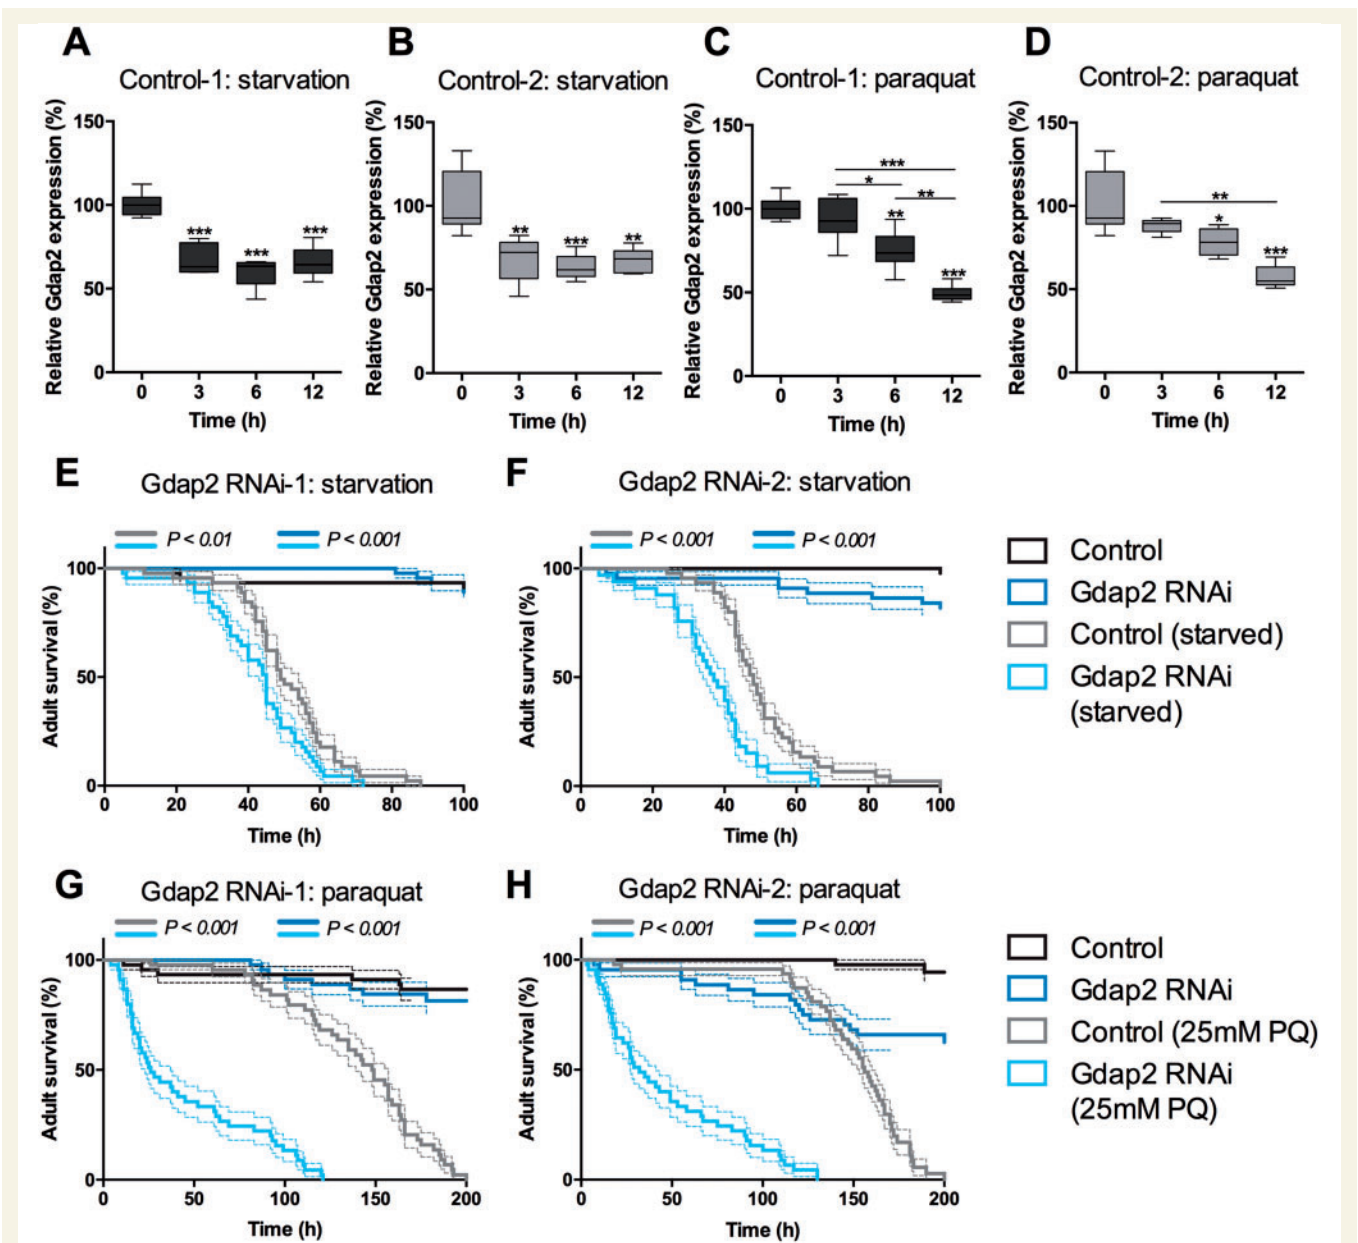 A
Control-1: starvation
Relative Gdap2 expression (%)
150
100
50
0
***
***
***
0 3 6 12
Time (h)
B
Control-2: starvation
Relative Gdap2 expression (%)
150
100
50
0
**
***
**
0 3 6 12
Time (h)
C
Control-1: paraquat
Relative Gdap2 expression (%)
150
100
50
0
***
*
**
**
***
0 3 6 12
Time (h)
D
Control-2: paraquat
Relative Gdap2 expression (%)
150
100
50
0
**
*
***
0 3 6 12
Time (h)
E
Gdap2 RNAi-1: starvation
P < 0.01 P < 0.001
Adult survival (%)
100
50
0
0 20 40 60 80 100
Time (h)
F
Gdap2 RNAi-2: starvation
P < 0.001 P < 0.001
Adult survival (%)
100
50
0
0 20 40 60 80 100
Time (h)
Control
Gdap2 RNAi
Control (starved)
Gdap2 RNAi
(starved)
G
Gdap2 RNAi-1: paraquat
P < 0.001 P < 0.001
Adult survival (%)
100
50
0
0 50 100 150 200
Time (h)
H
Gdap2 RNAi-2: paraquat
P < 0.001 P < 0.001
Adult survival (%)
100
50
0
0 50 100 150 200
Time (h)
Control
Gdap2 RNAi
Control (25mM PQ)
Gdap2 RNAi
(25mM PQ)